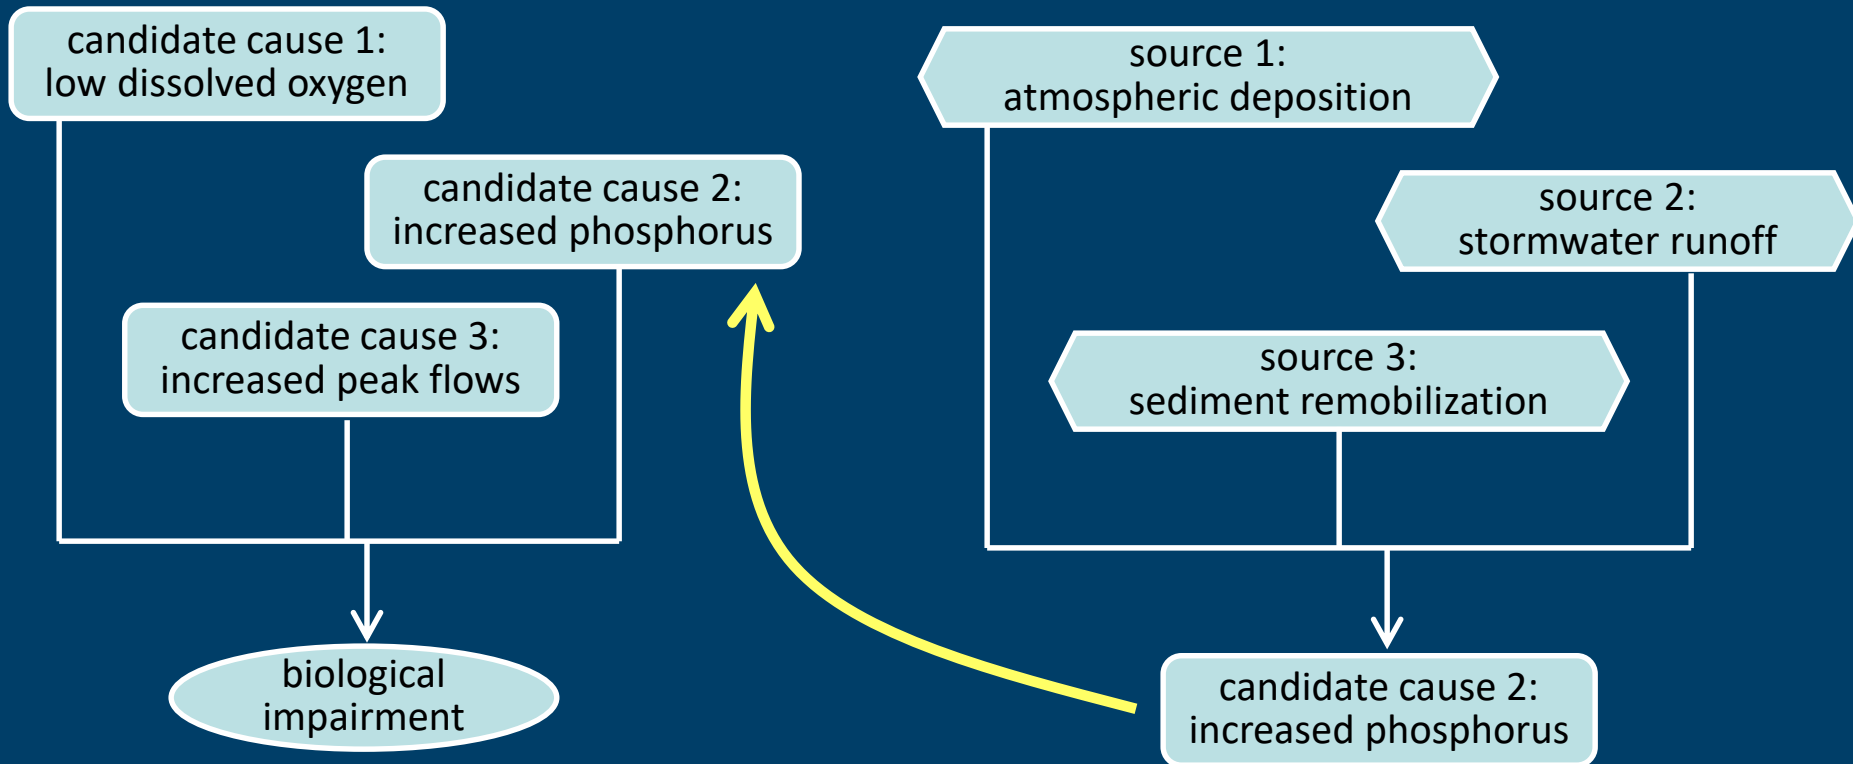 candidate cause 1:
low dissolved oxygen
candidate cause 2:
increased phosphorus
candidate cause 3:
increased peak flows
biological
impairment
source 1:
atmospheric deposition
source 2:
stormwater runoff
source 3:
sediment remobilization
candidate cause 2:
increased phosphorus